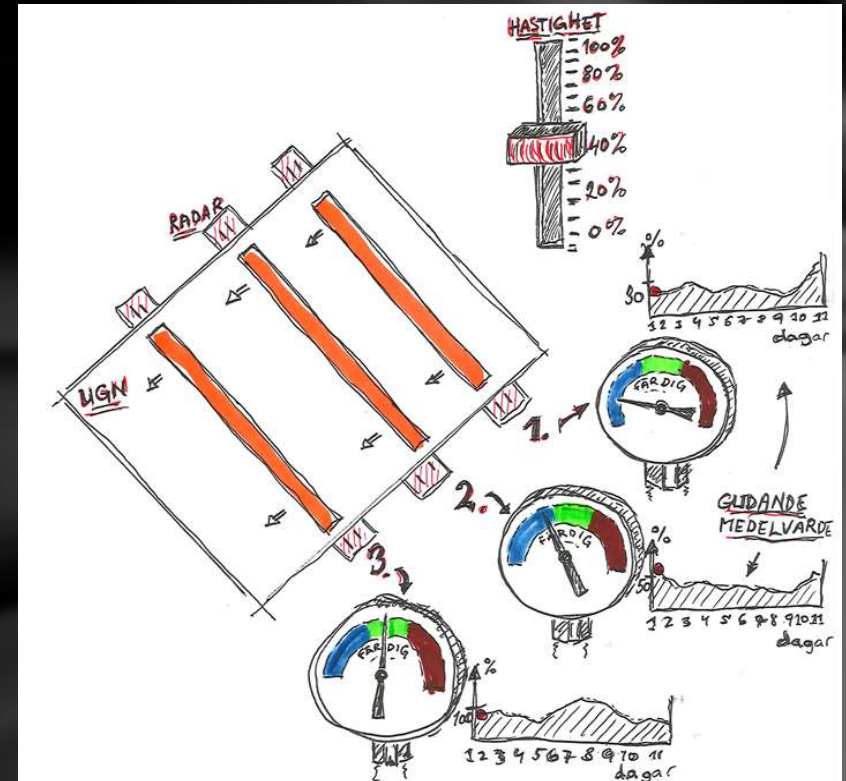 HASTIGHET
100%
80%
60%
40%
20%
0%
RADAR
UGN
%
30
1 2 3 4 5 6 7 8 9 10 11
dagar
1.
FÄRDIG
2.
FÄRDIG
GLIDANDE
MEDELVÄRDE
%
50
1 2 3 4 5 6 7 8 9 10 11
dagar
3.
FÄRDIG
%
100
1 2 3 4 5 6 7 8 9 10 11
dagar